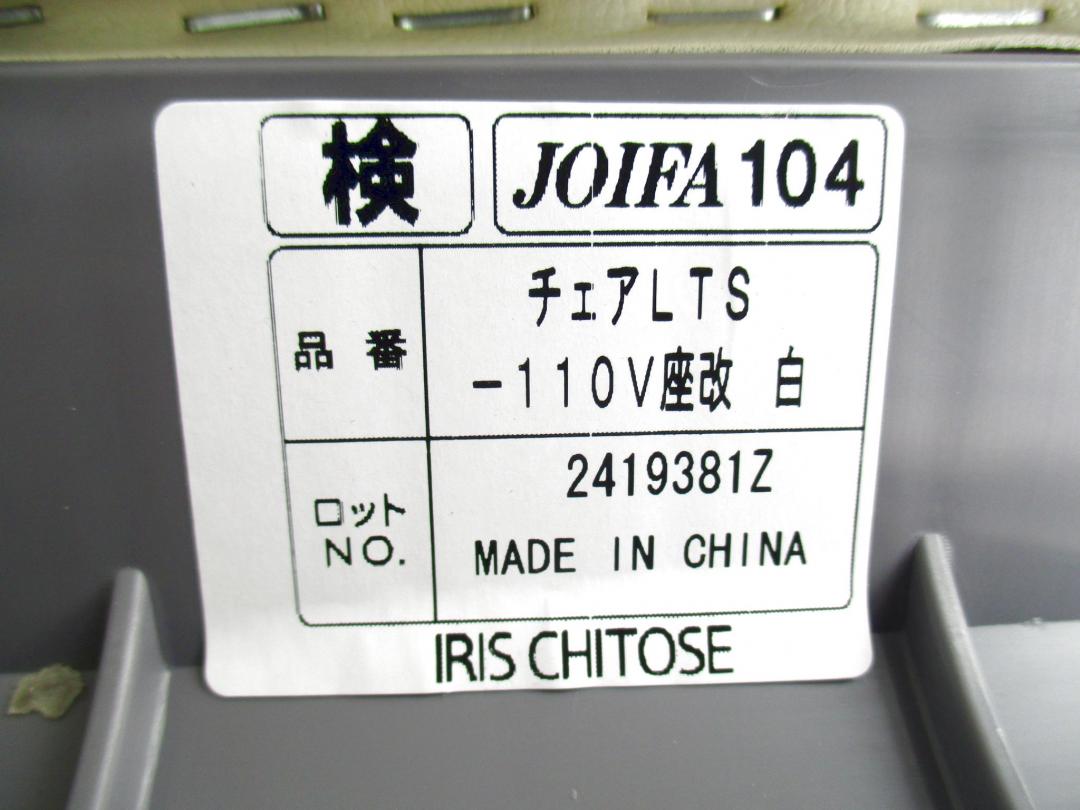 検
JOIFA 104
品 番
チェアLTS
-110V座改 白
ロット
NO.
2419381Z
MADE IN CHINA
IRIS CHITOSE